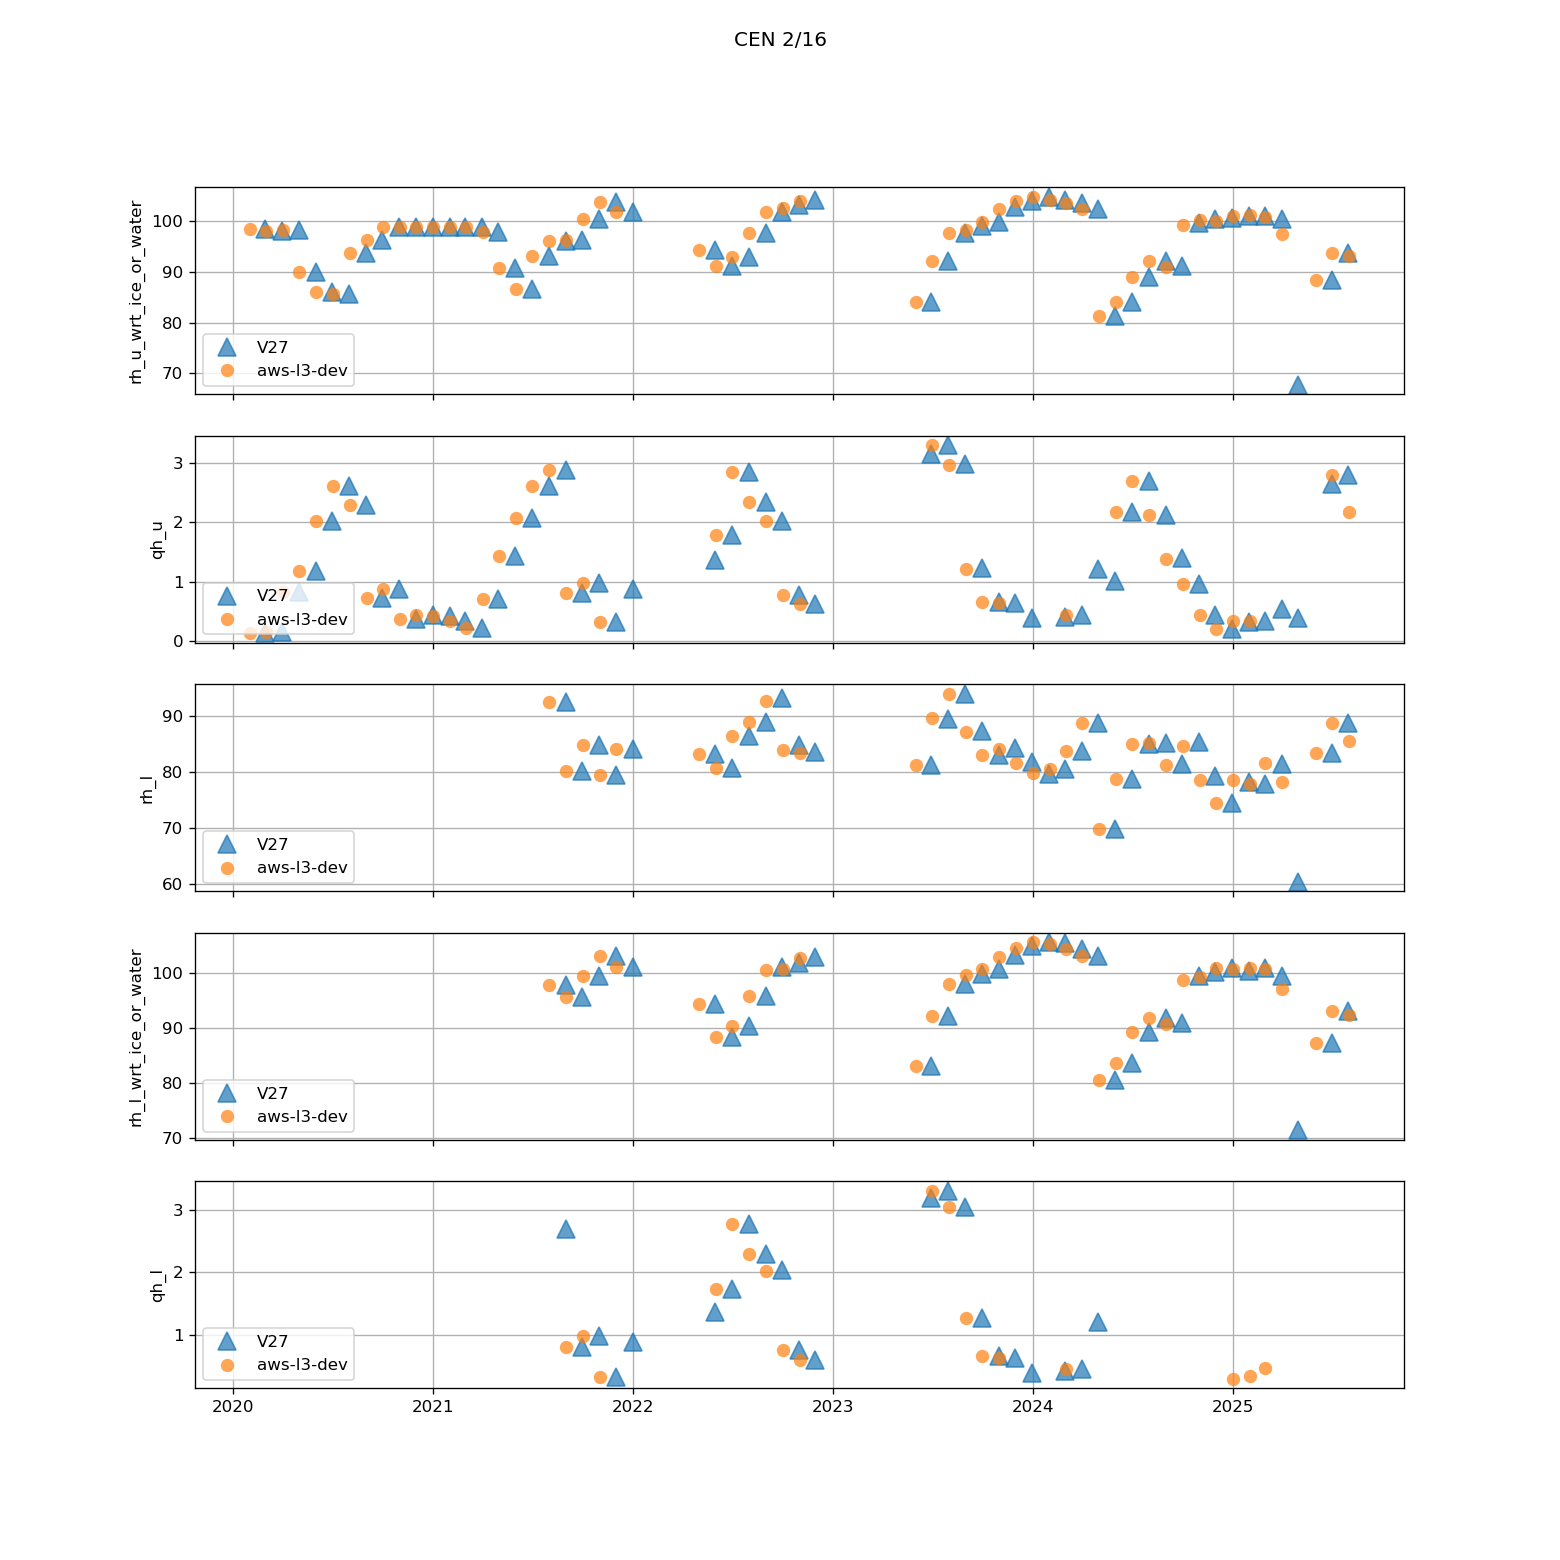 CEN 2/16
rh_u_wrt_ice_or_water
100
90
80
70
V27
aws-l3-dev
qh_u
3
2
1
0
V27
aws-l3-dev
rh_l
90
80
70
60
V27
aws-l3-dev
rh_l_wrt_ice_or_water
100
90
80
70
V27
aws-l3-dev
qh_l
3
2
1
V27
aws-l3-dev
2020 2021 2022 2023 2024 2025